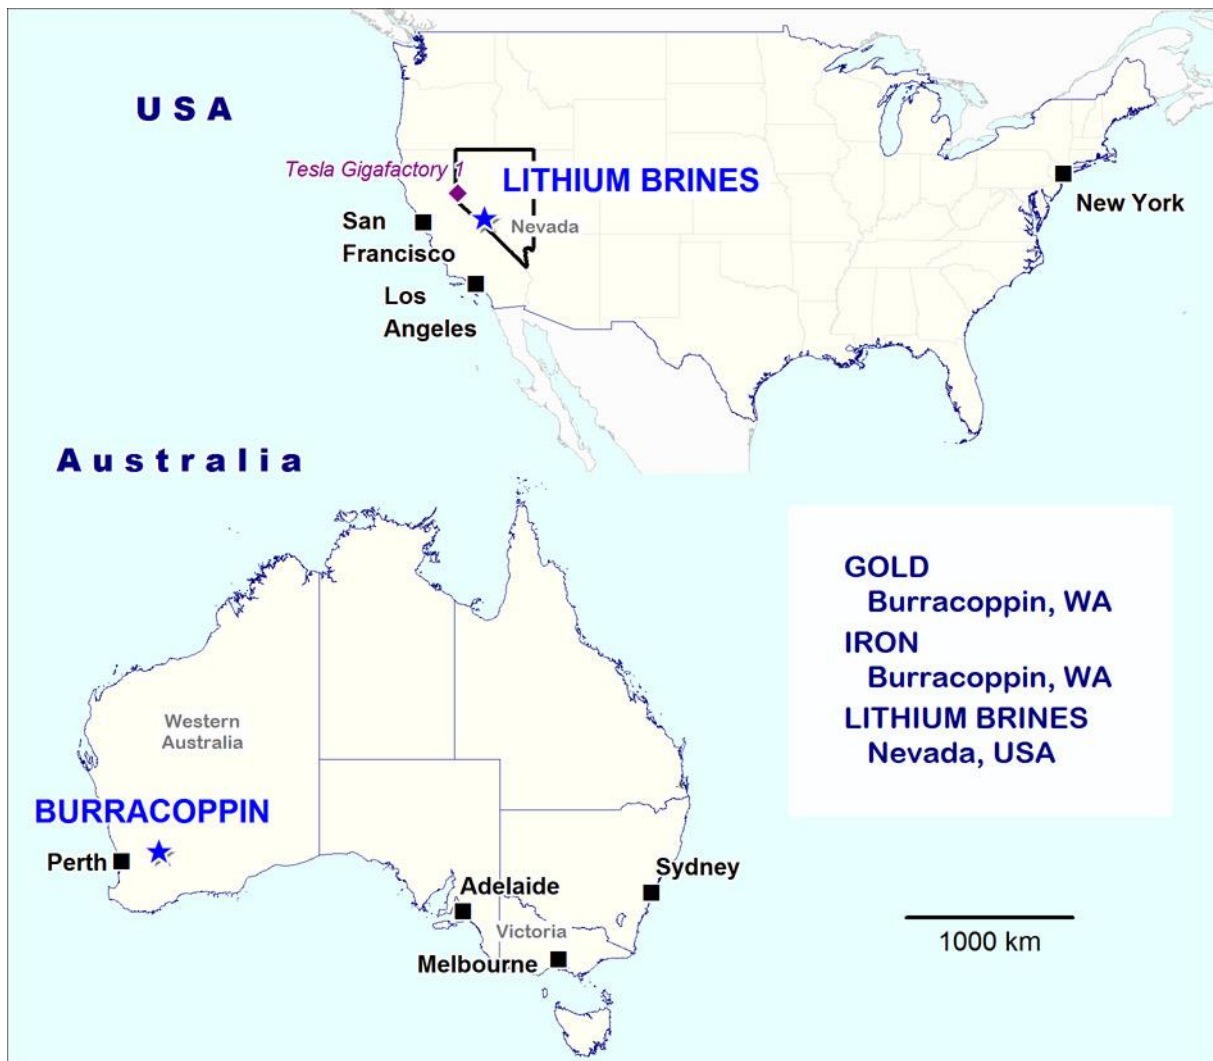 USA
Tesla Gigafactory 1
LITHIUM BRINES
San
Francisco
Nevada
New York
Los
Angeles
Australia
GOLD
Burracoppin, WA
IRON
Burracoppin, WA
LITHIUM BRINES
Nevada, USA
Western
Australia
BURRACOPPIN
Perth
Adelaide
Sydney
Victoria
Melbourne
1000 km